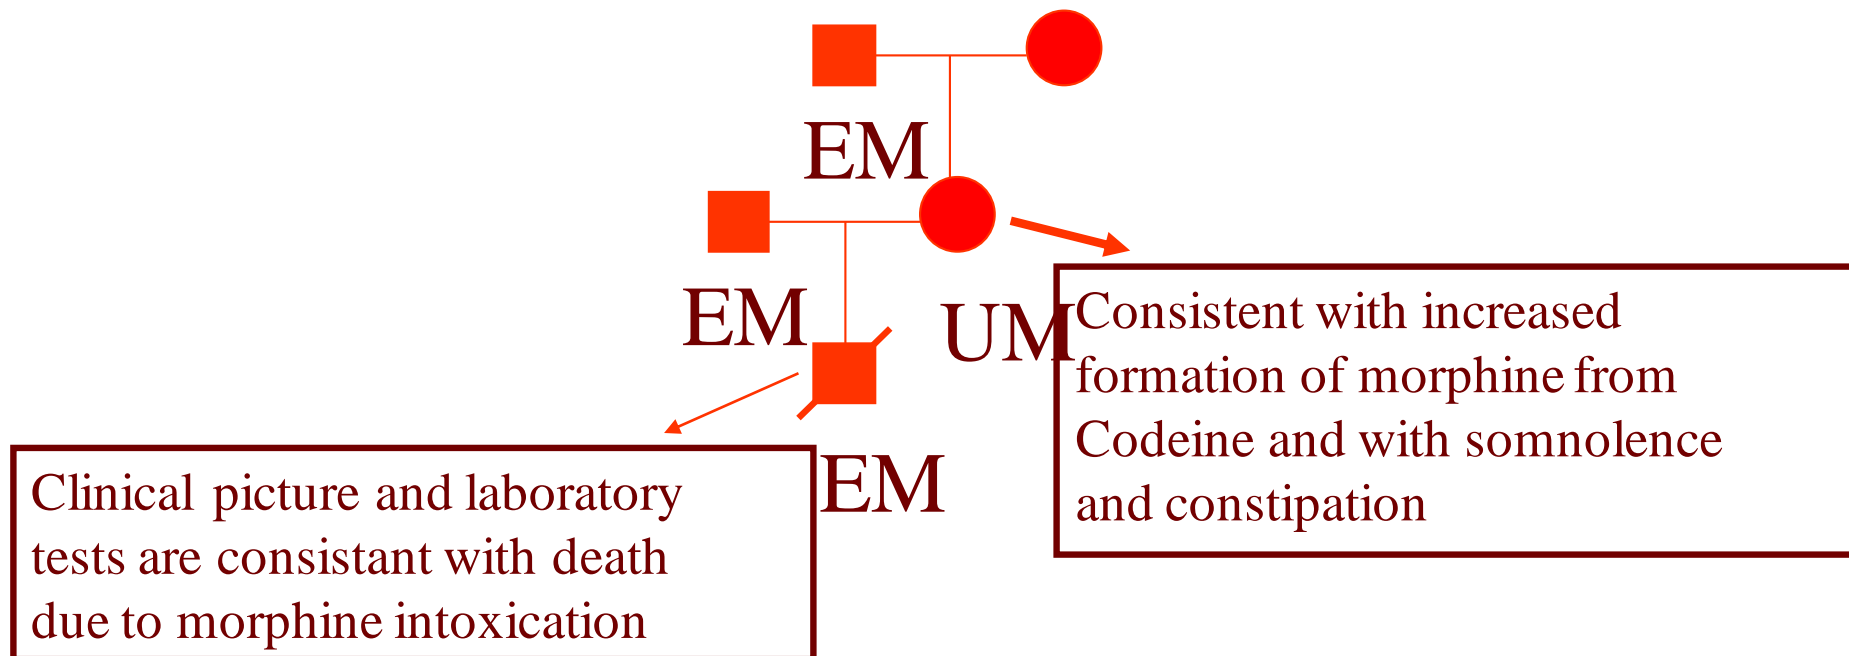 EM
EM
UM
Consistent with increased
formation of morphine from
Codeine and with somnolence
and constipation
EM
Clinical picture and laboratory
tests are consistant with death
due to morphine intoxication